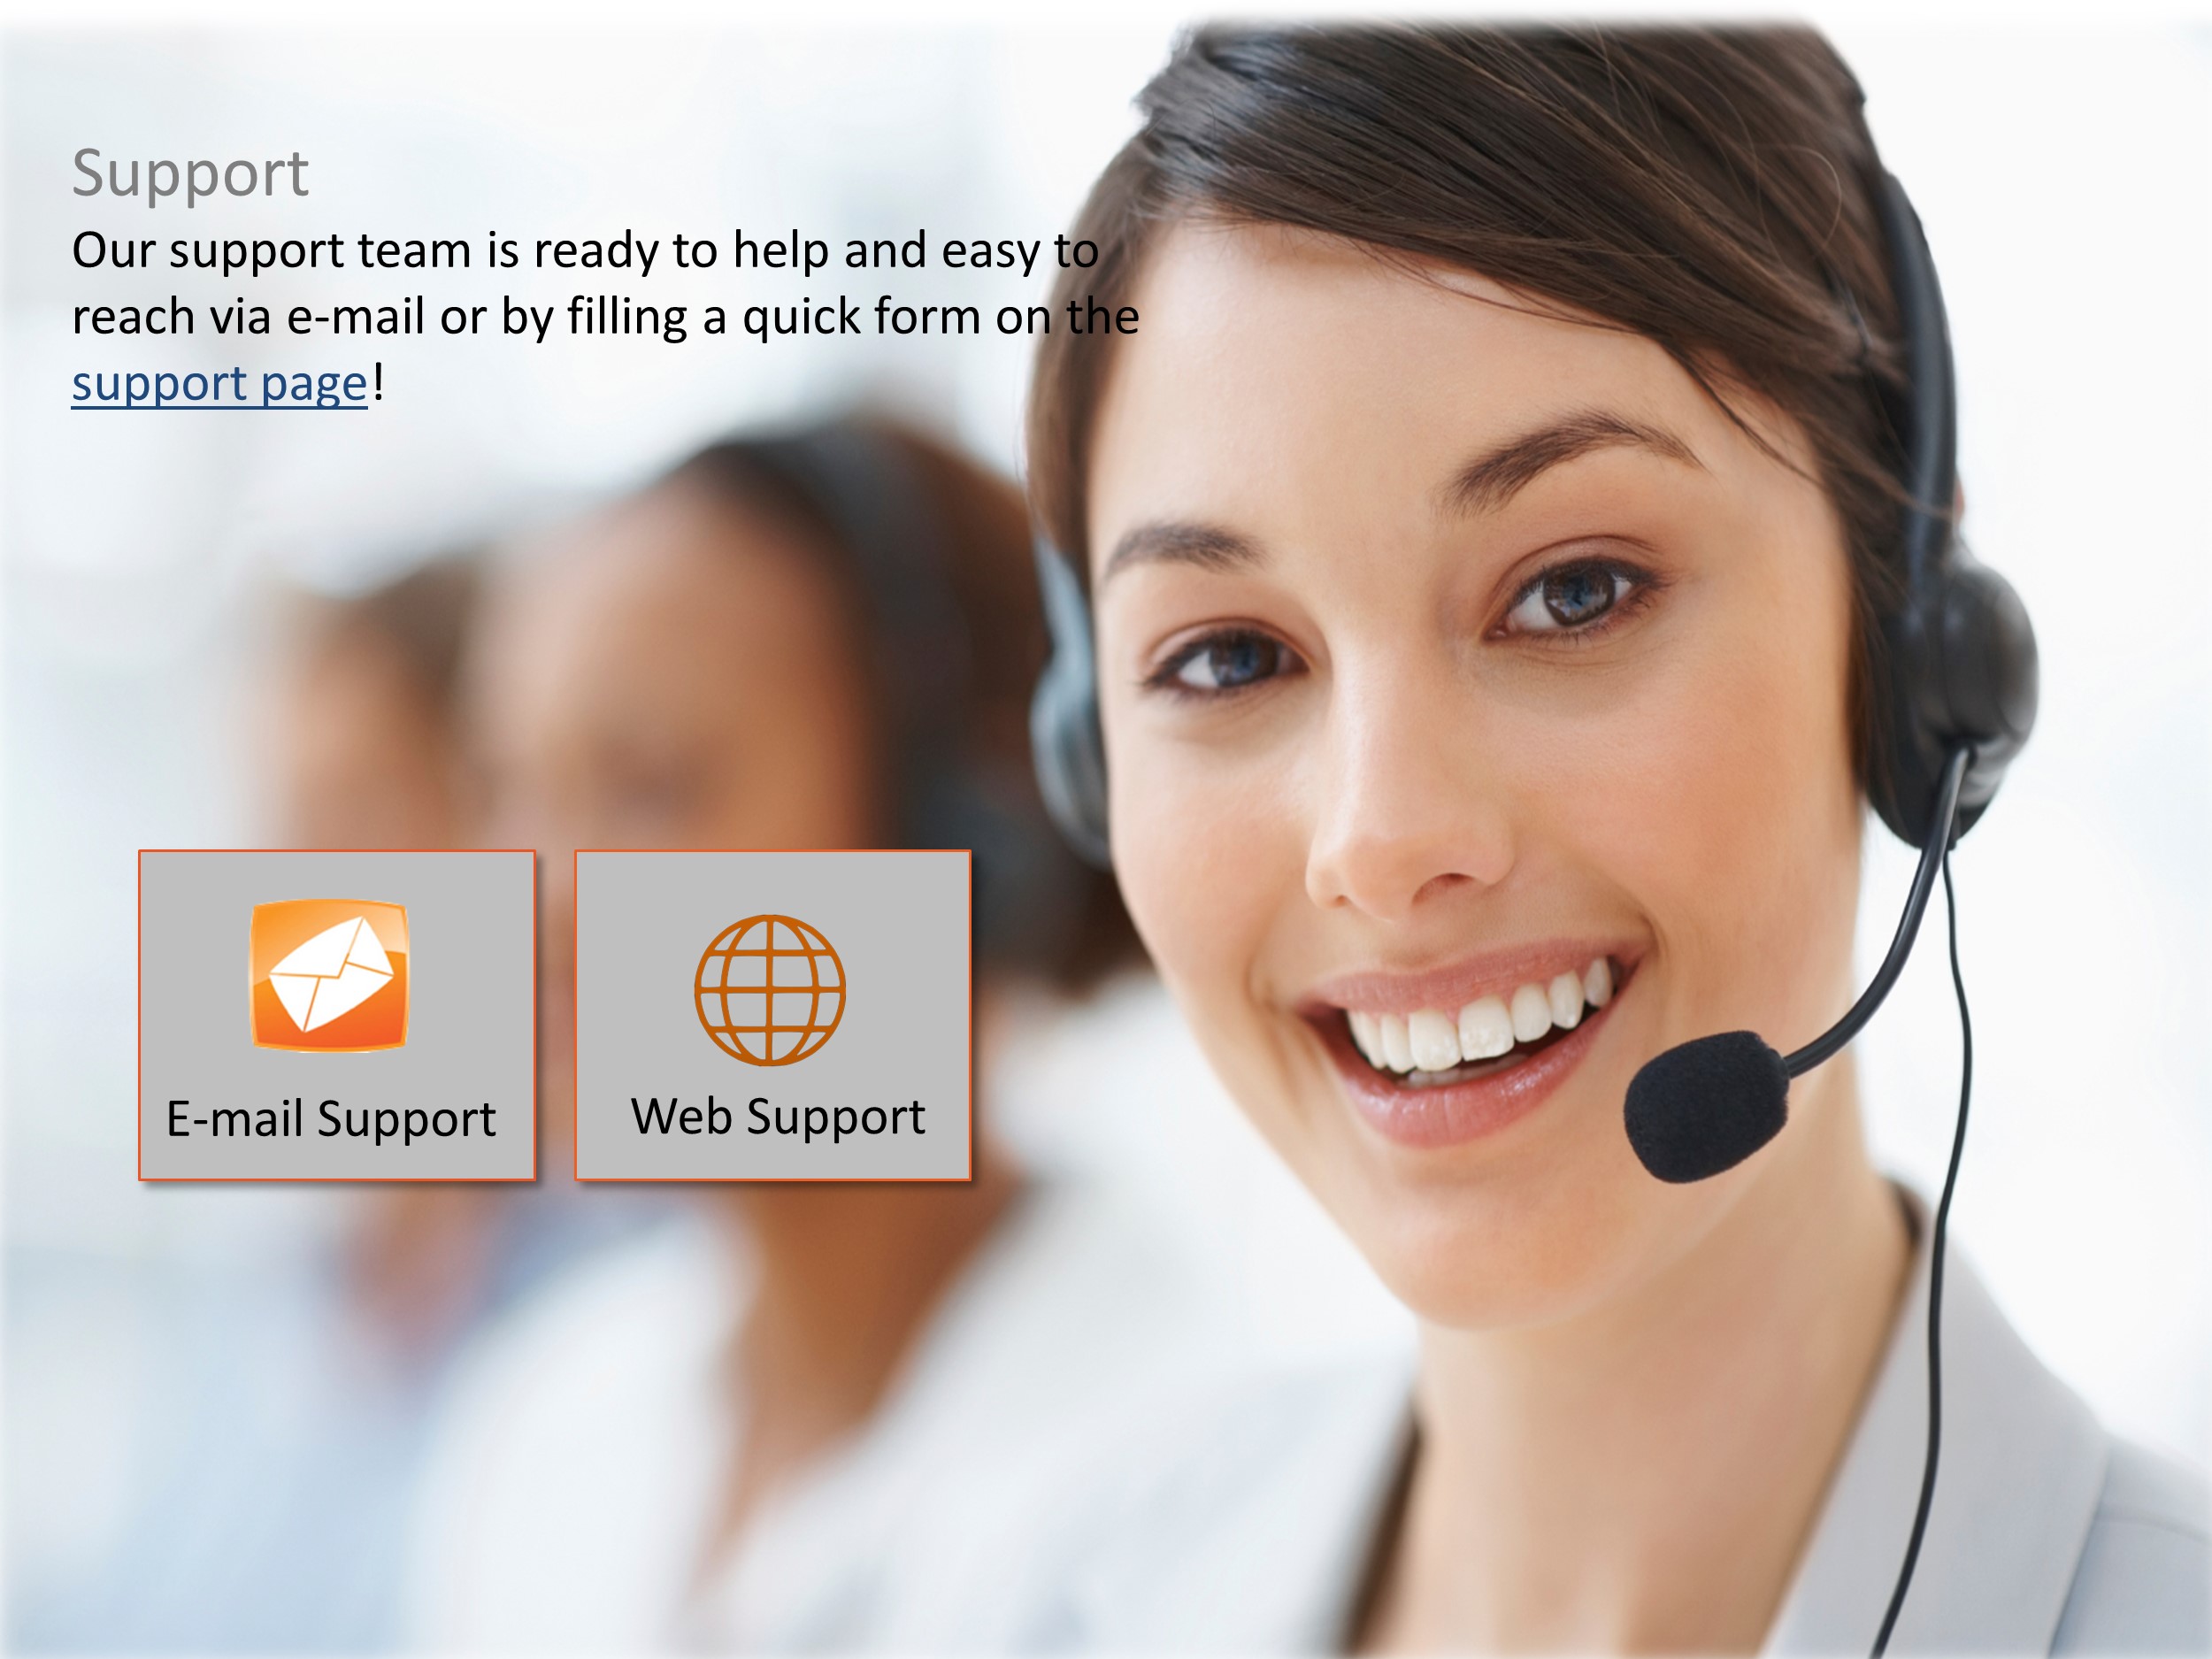 Support
Our support team is ready to help and easy to
reach via e-mail or by filling a quick form on the
support page!
E-mail Support
Web Support